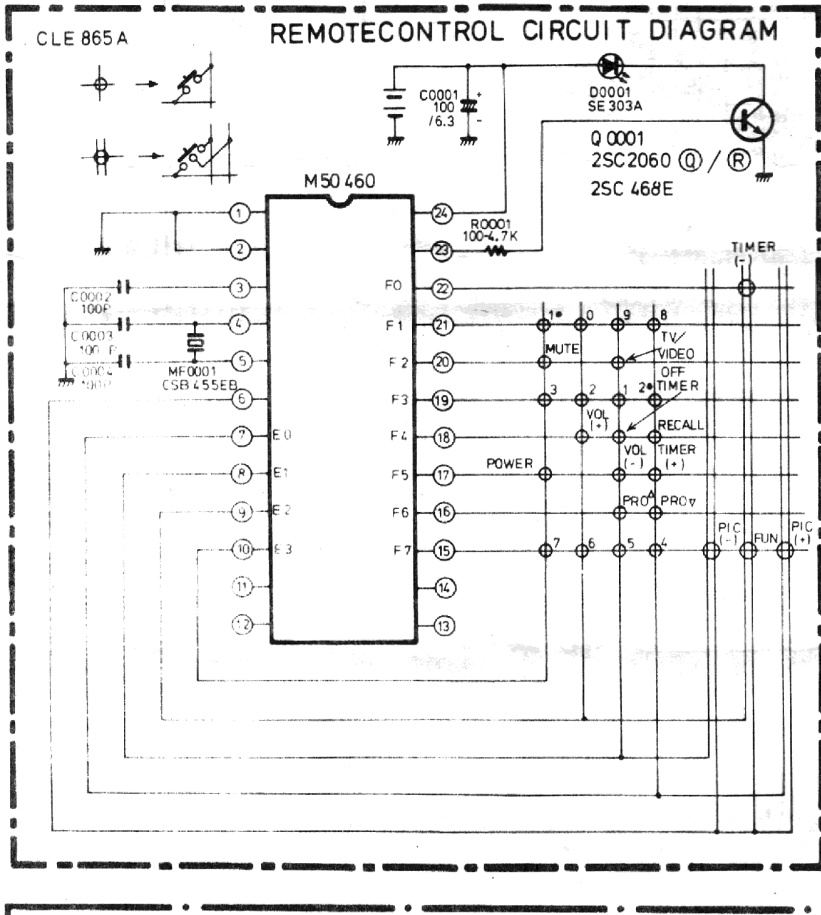 CLE 865A
REMOTECONTROL CIRCUIT DIAGRAM
C0001
100
/6.3
+
-
D0001
SE 303A
Q 0001
2SC2060 Ⓠ / Ⓡ
2SC 468E
M50 460
1
2
3
4
5
6
7
8
9
10
11
12
24
23
22
21
20
19
18
17
16
15
14
13
R0001
100-4.7K
C0002
100P
C0003
100 P
C0004
100P
MF0001
CSB 455EB
E0
E1
E2
E3
F0
F1
F2
F3
F4
F5
F6
F7
TIMER
(-)
1• 0 9 8
MUTE
TV/
VIDEO
OFF
TIMER
3 2 1 2•
VOL
(+)
RECALL
POWER
VOL
(-)
TIMER
(+)
PRO△ PRO▽
7 6 5 4
PIC
(-)
FUN
PIC
(+)